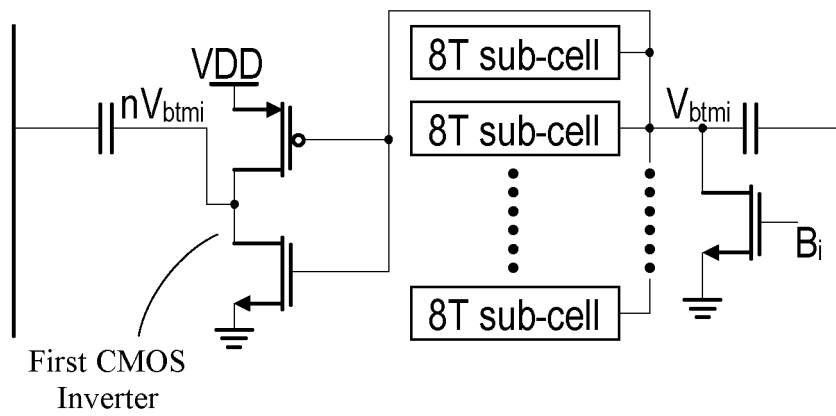 8T sub-cell
VDD
nVbtmi
8T sub-cell
Vbtmi
Bi
8T sub-cell
First CMOS
Inverter